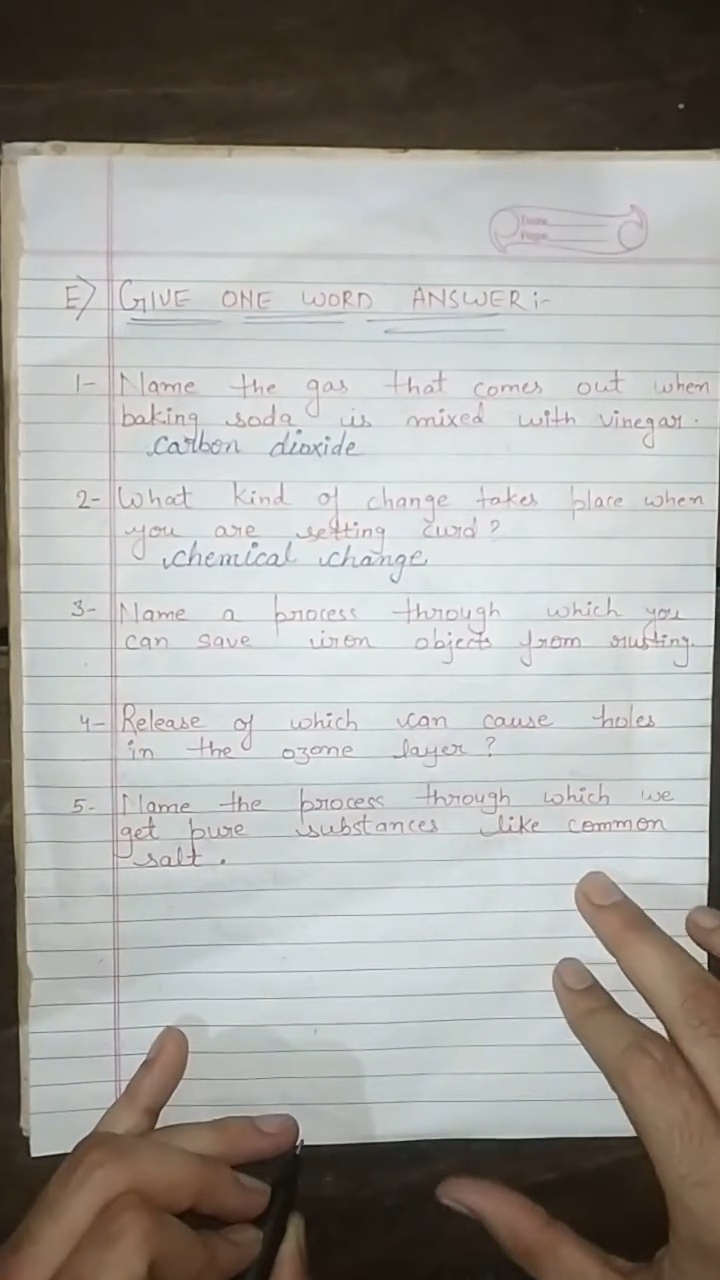 Date
Page
E) GIVE ONE WORD ANSWER:-
1- Name the gas that comes out when
baking soda is mixed with vinegar.
carbon dioxide
2- What kind of change takes place when
you are setting curd?
chemical change
3- Name a process through which you
can save iron objects from rusting.
4- Release of which can cause holes
in the ozone layer?
5- Name the process through which we
get pure substances like common
salt.